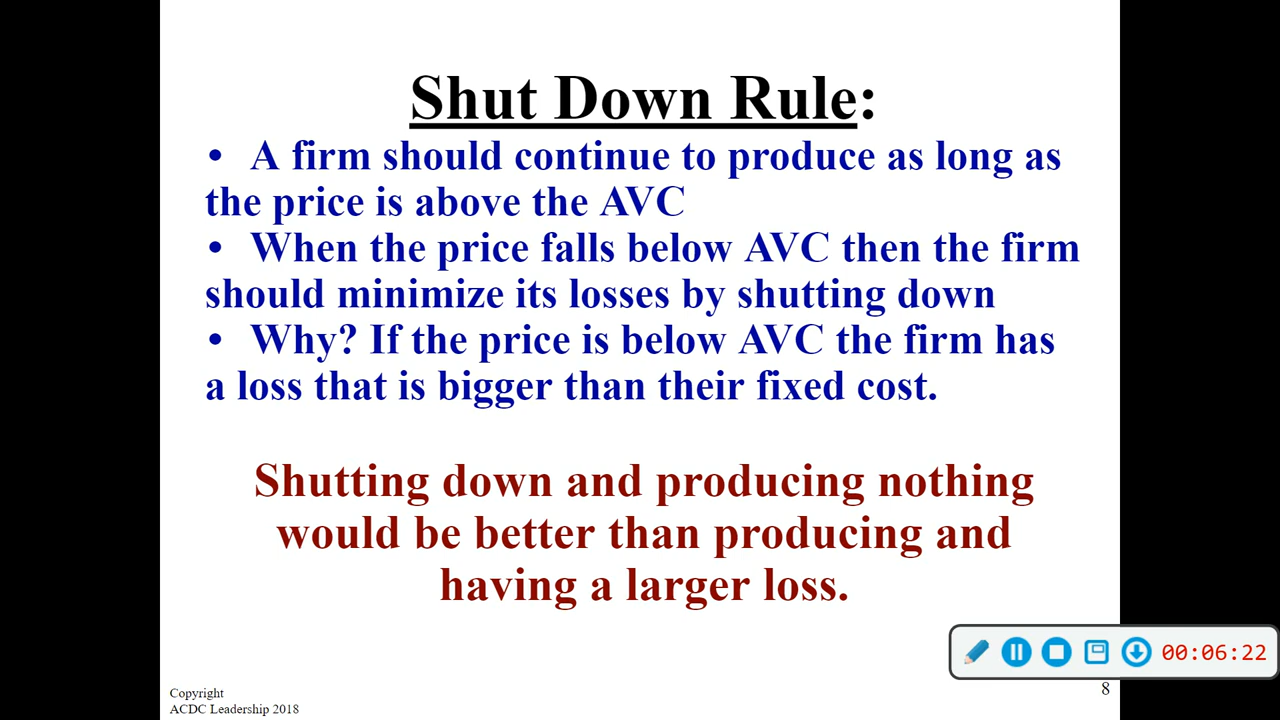 Shut Down Rule:
• A firm should continue to produce as long as
the price is above the AVC
• When the price falls below AVC then the firm
should minimize its losses by shutting down
• Why? If the price is below AVC the firm has
a loss that is bigger than their fixed cost.
Shutting down and producing nothing
would be better than producing and
having a larger loss.
00:06:22
Copyright
ACDC Leadership 2018
8